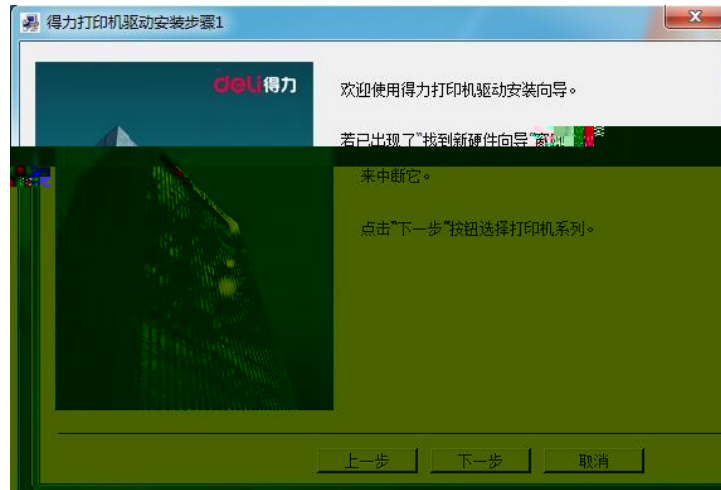 得力打印机驱动安装步骤1
deli得力
欢迎使用得力打印机驱动安装向导。
若已出现了"找到新硬件向导"
来中断它。
点击"下一步"按钮选择打印机系列。
上一步
下一步
取消